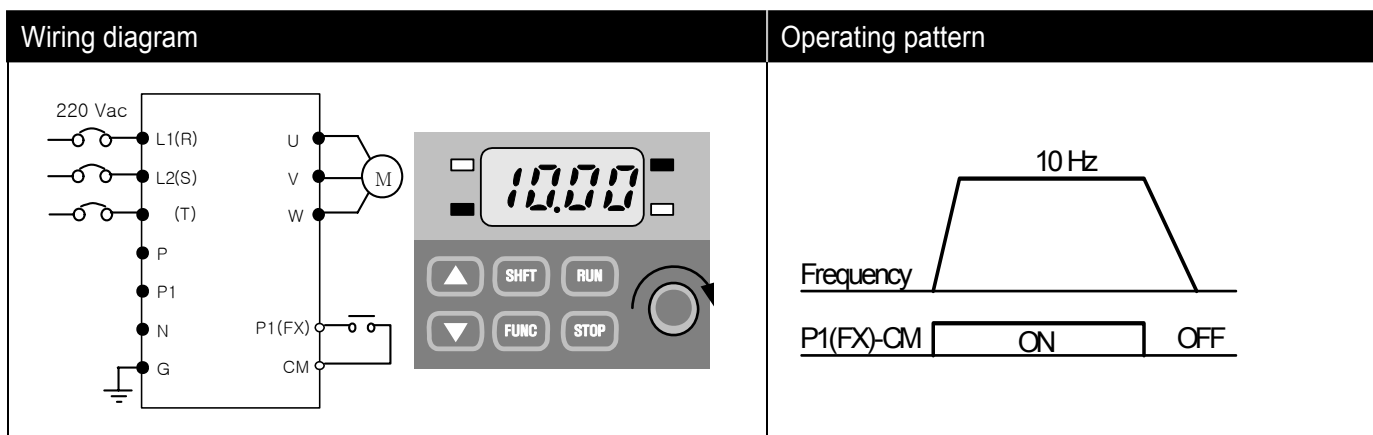 Wiring diagram
Operating pattern
220 Vac
L1(R)
U
L2(S)
V
M
(T)
W
P
P1
N
P1(FX)
G
CM
10.00
SHFT
RUN
FUNC
STOP
10 Hz
Frequency
P1(FX)-CM
ON
OFF